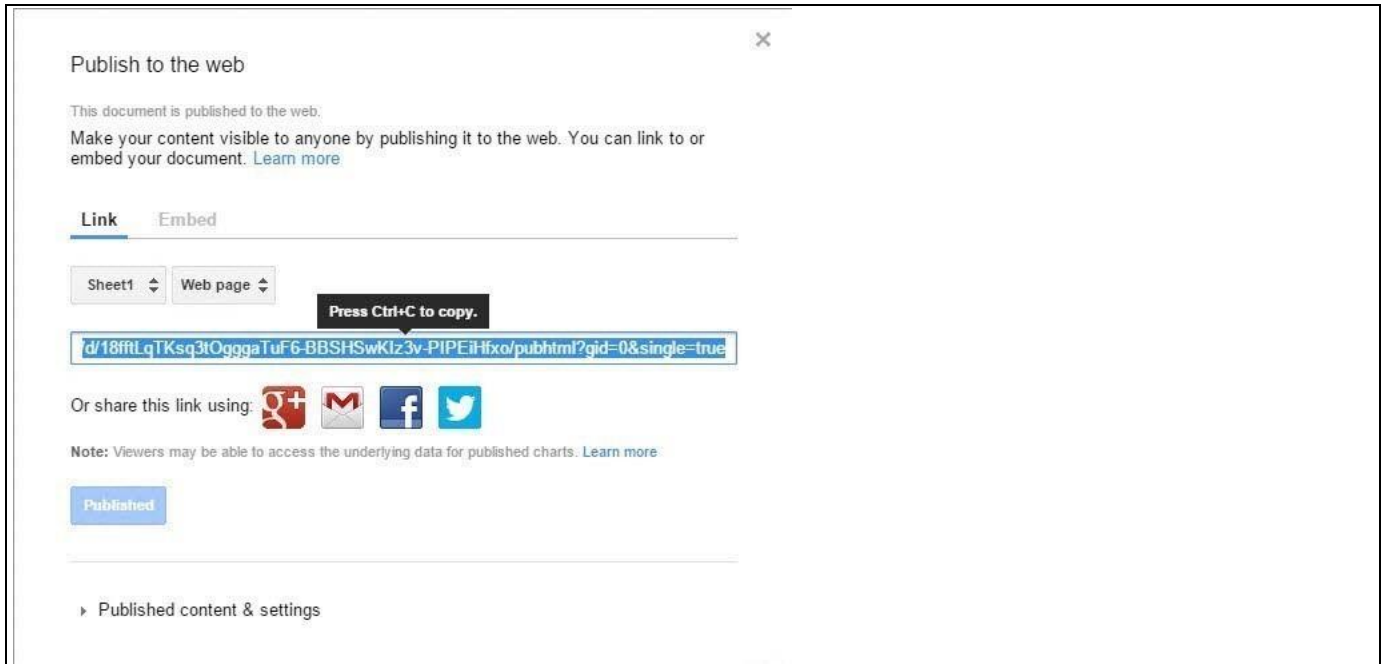 Publish to the web
This document is published to the web.
Make your content visible to anyone by publishing it to the web. You can link to or
embed your document. Learn more
Link Embed
Sheet1 Web page
Press Ctrl+C to copy.
/d/18fftLqTKsq3tOgggaTuF6-BBSHSwKIz3v-PIPEiHfxo/pubhtml?gid=0&single=true
Or share this link using:
Note: Viewers may be able to access the underlying data for published charts. Learn more
Published
Published content & settings